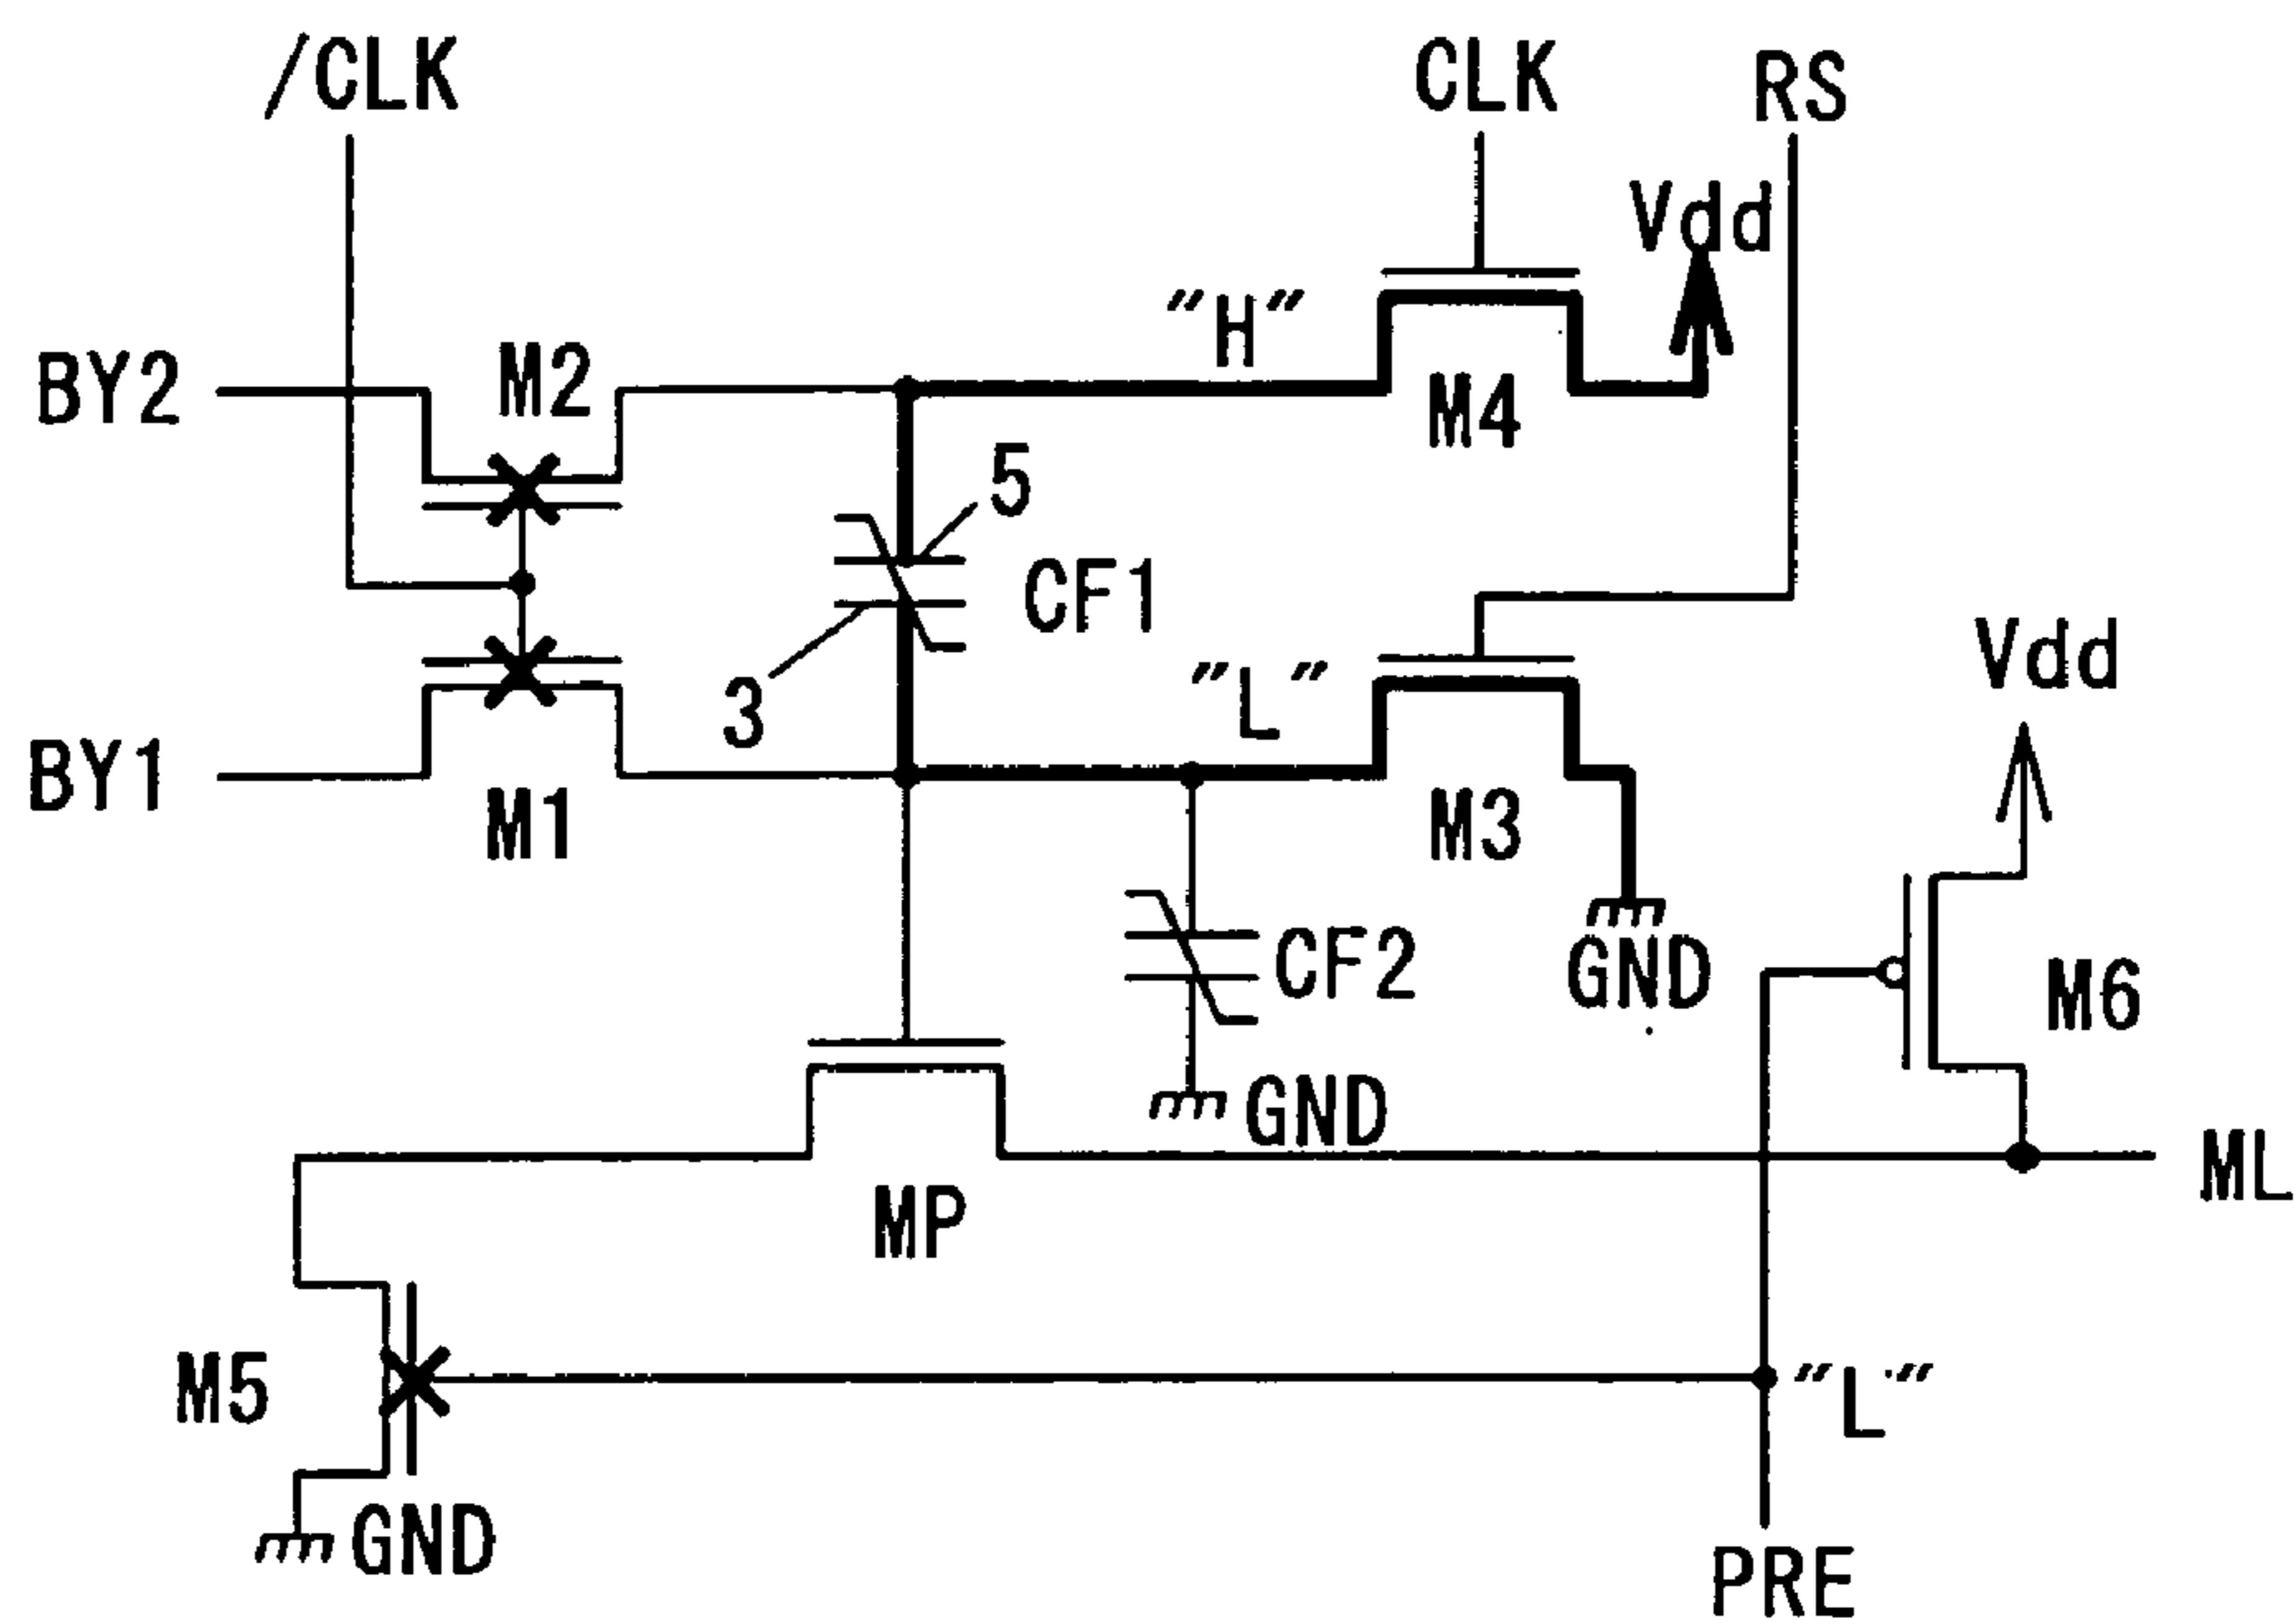 /CLK
CLK
RS
Vdd
"H"
BY2
M2
M4
5
CF1
"L"
3
Vdd
BY1
M1
M3
CF2
GND
M6
GND
ML
MP
M5
"L"
GND
PRE